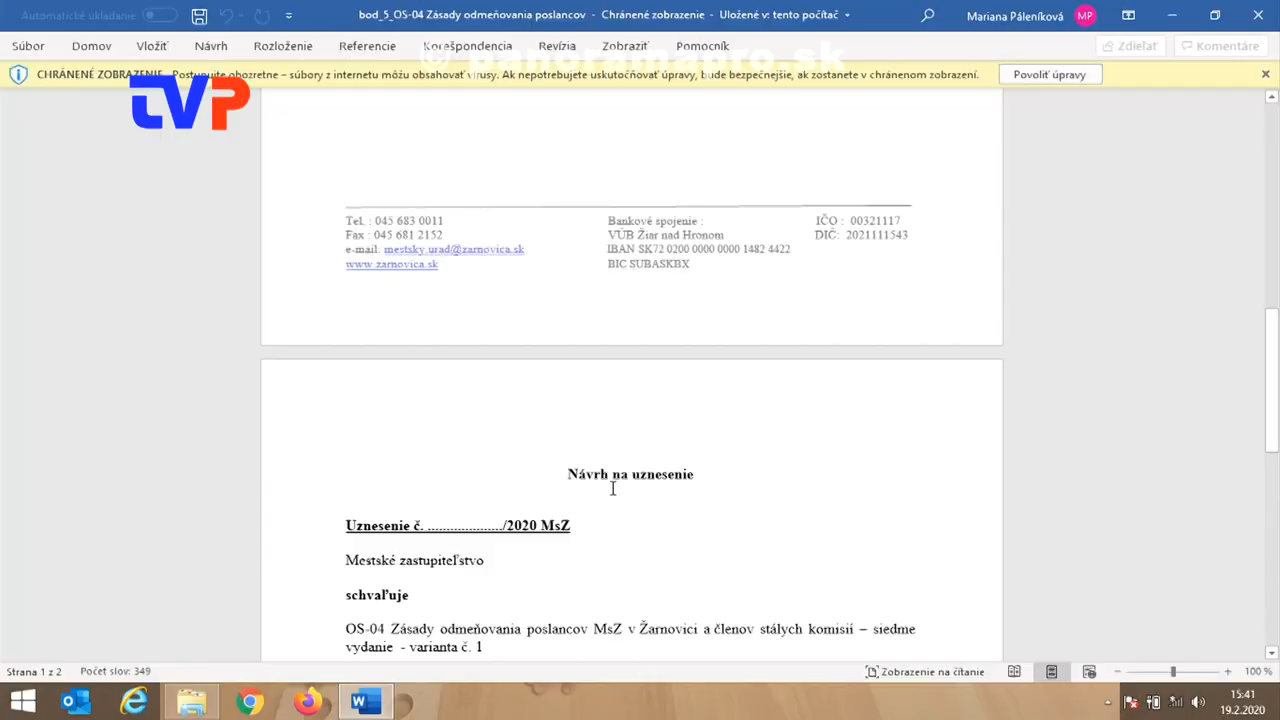 Automatické ukladanie
bod_5_OS-04 Zásady odmeňovania poslancov - Chránené zobrazenie - Uložené v: tento počítač
Mariana Páleníková MP
Súbor Domov Vložiť Návrh Rozloženie Referencie Korešpondencia Revízia Zobraziť Pomocník Zdieľať Komentáre
© panoramapro.sk
CHRÁNENÉ ZOBRAZENIE Postupujte obozretne – súbory z internetu môžu obsahovať vírusy. Ak nepotrebujete uskutočňovať úpravy, bude bezpečnejšie, ak zostanete v chránenom zobrazení. Povoliť úpravy
tVP
Tel. : 045 683 0011 Bankové spojenie : IČO : 00321117
Fax : 045 681 2152 VÚB Žiar nad Hronom DIČ: 2021111543
e-mail: mestsky.urad@zarnovica.sk IBAN SK72 0200 0000 0000 1482 4422
www.zarnovica.sk BIC SUBASKBX
Návrh na uznesenie
Uznesenie č. ..................../2020 MsZ
Mestské zastupiteľstvo
schvaľuje
OS-04 Zásady odmeňovania poslancov MsZ v Žarnovici a členov stálych komisií – siedme
vydanie - varianta č. 1
Strana 1 z 2 Počet slov: 349 Zobrazenie na čítanie 100 %
15:41
19.2.2020